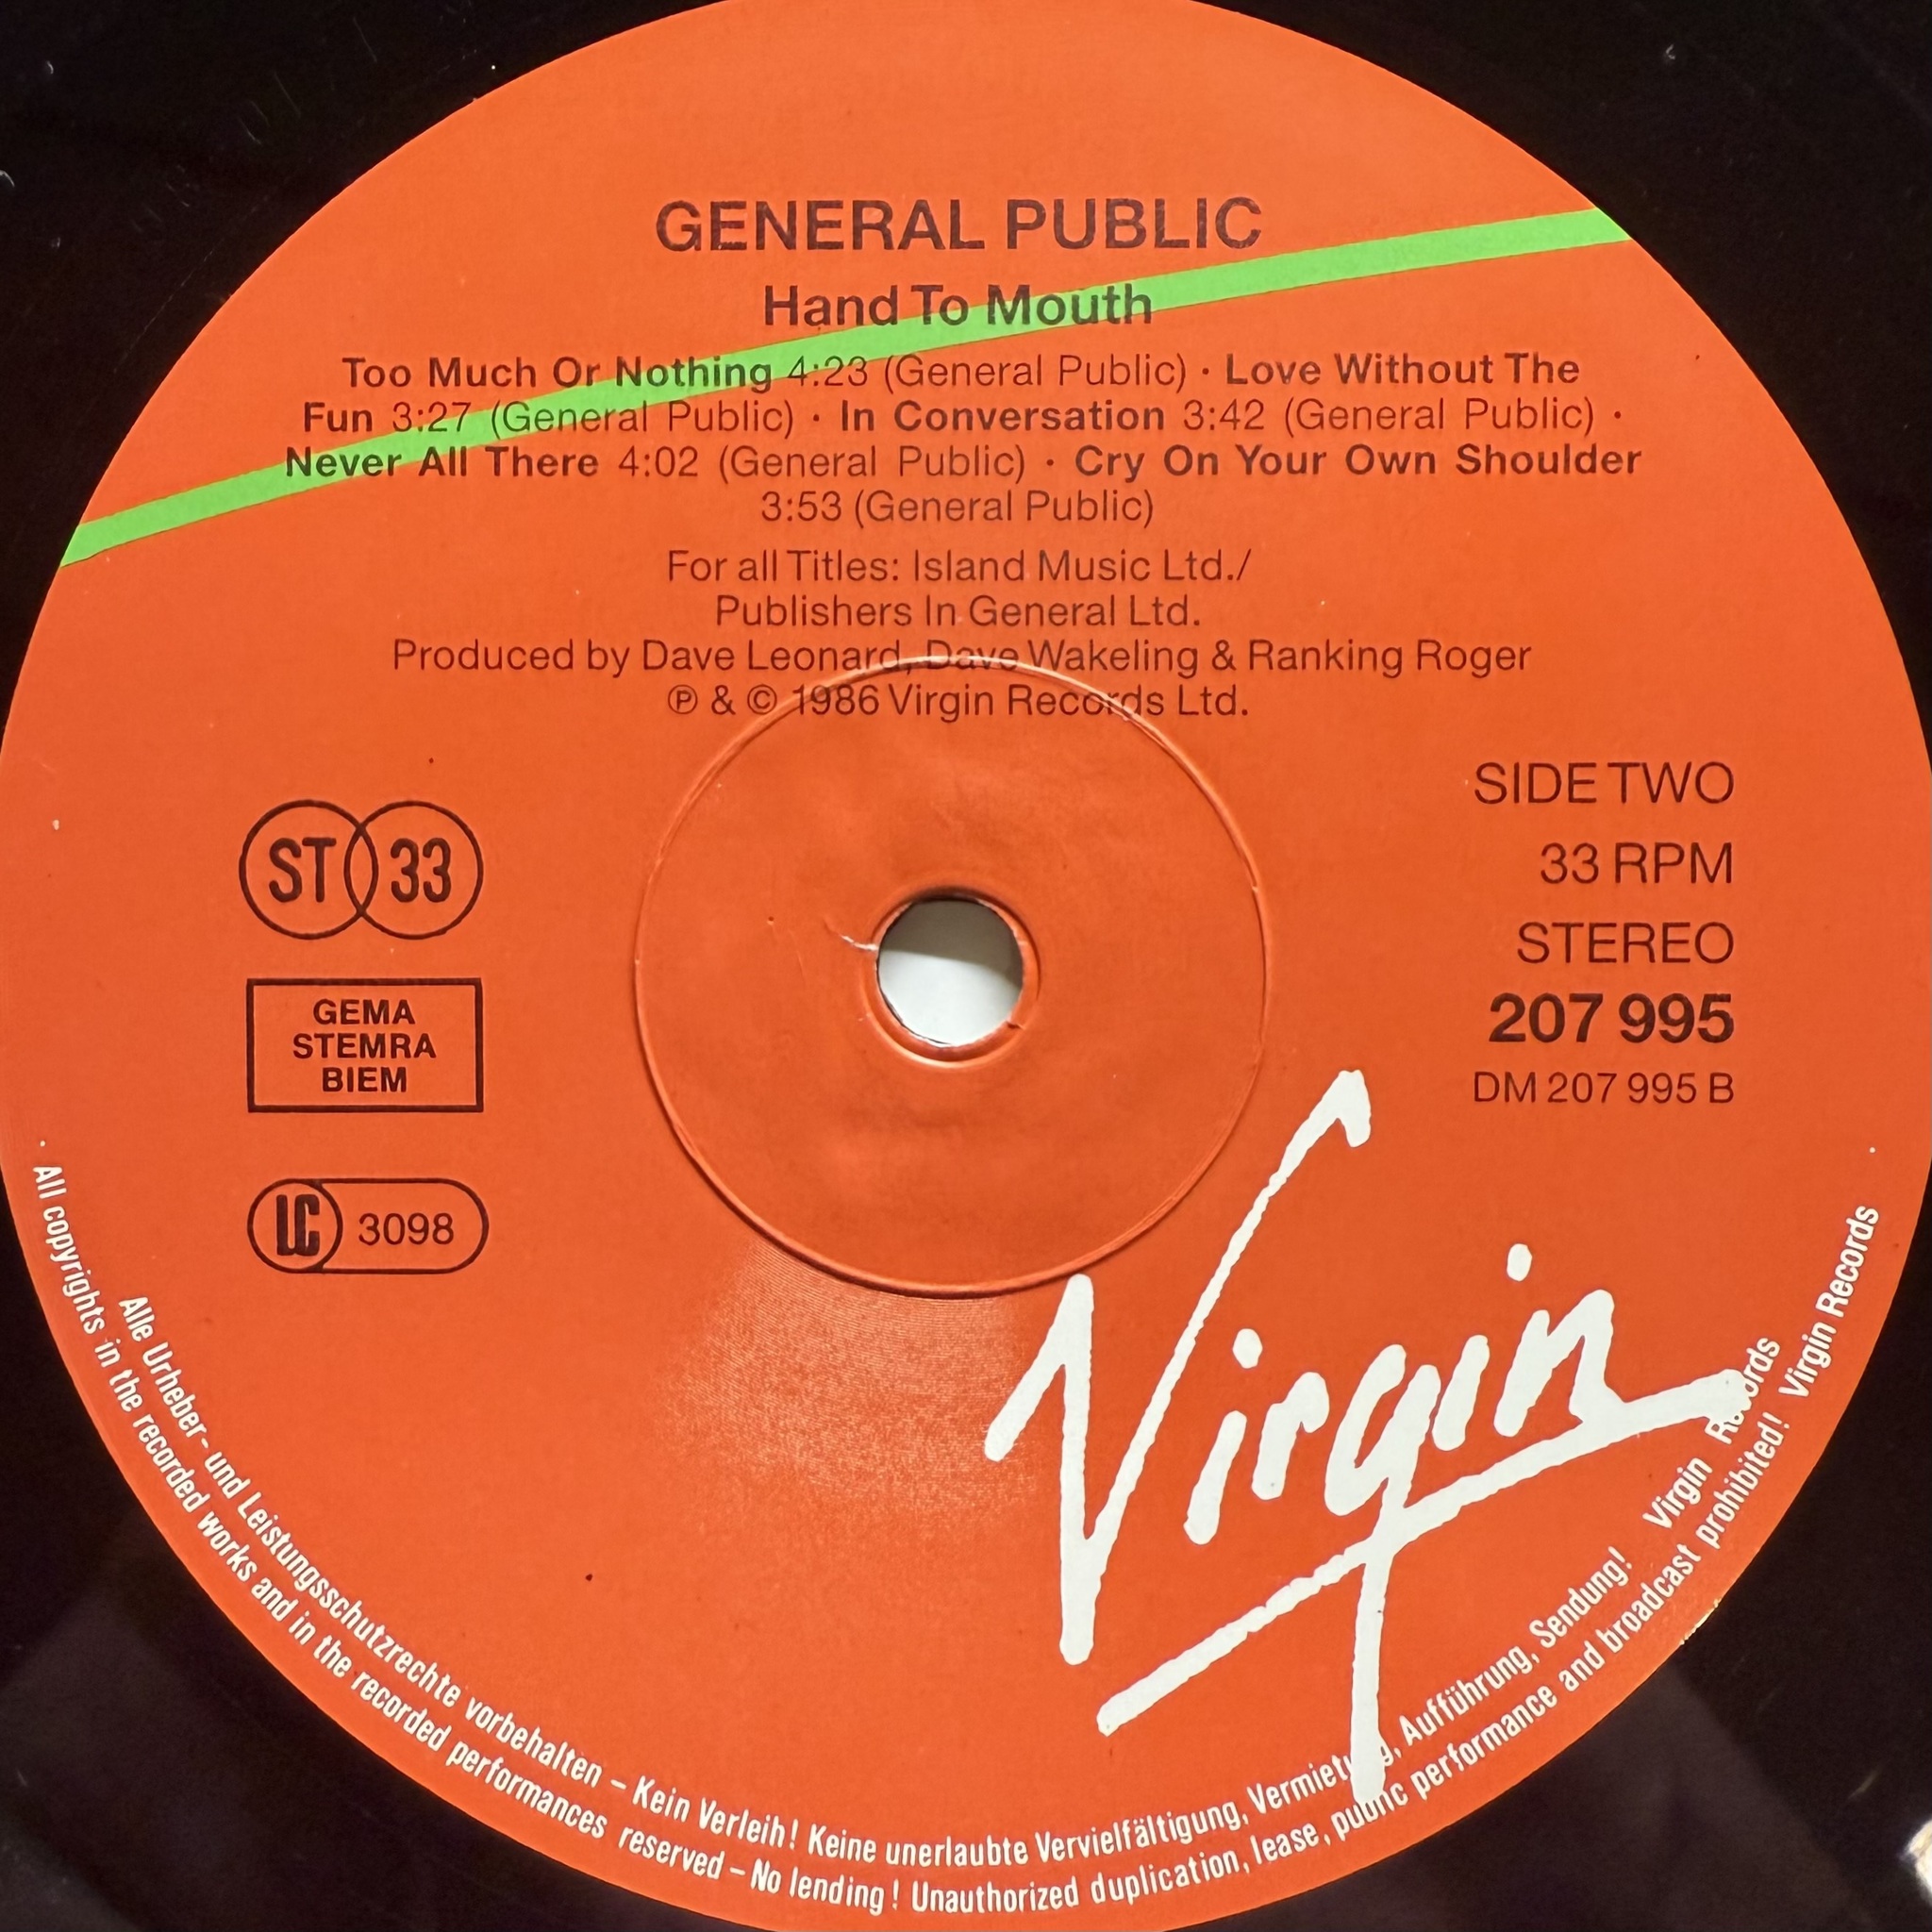 GENERAL PUBLIC
Hand To Mouth
Too Much Or Nothing 4:23 (General Public) · Love Without The
Fun 3:27 (General Public) · In Conversation 3:42 (General Public) ·
Never All There 4:02 (General Public) · Cry On Your Own Shoulder
3:53 (General Public)
For all Titles: Island Music Ltd./
Publishers In General Ltd.
Produced by Dave Leonard, Dave Wakeling & Ranking Roger
℗ & © 1986 Virgin Records Ltd.
ST 33
GEMA
STEMRA
BIEM
LC 3098
SIDE TWO
33 RPM
STEREO
207 995
DM 207 995 B
Virgin
Alle Urheber- und Leistungsschutzrechte vorbehalten – Kein Verleih! Keine unerlaubte Vervielfältigung, Vermietung, Aufführung, Sendung! Virgin Records
· All copyrights in the recorded works and in the recorded performances reserved – No lending! Unauthorized duplication, lease, public performance and broadcast prohibited! Virgin Records ·